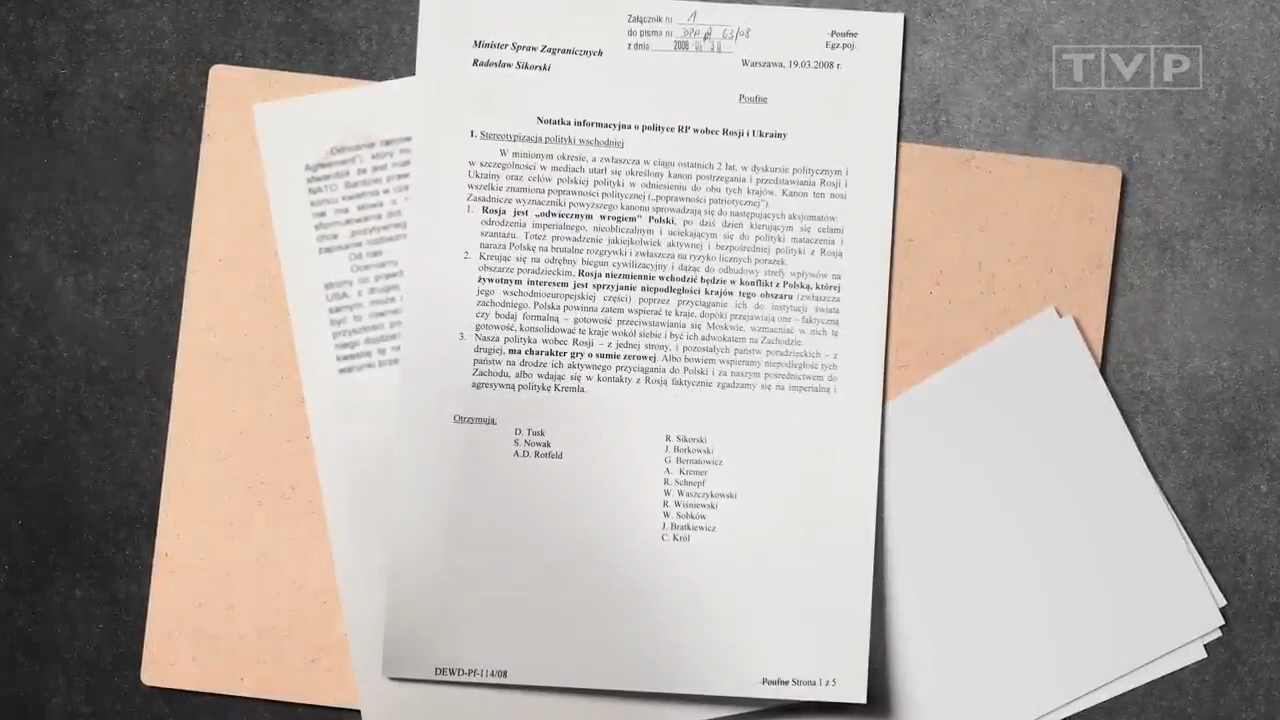 TVP
Załącznik nr 1
do pisma nr 63/08
z dnia 2008
Poufne
Egz.poj.
Minister Spraw Zagranicznych
Radosław Sikorski
Warszawa, 19.03.2008 r.
Poufne
Notatka informacyjna o polityce RP wobec Rosji i Ukrainy
1. Stereotypizacja polityki wschodniej
W minionym okresie, a zwłaszcza w ciągu ostatnich 2 lat, w dyskursie politycznym i
w szczególności w mediach utarł się określony kanon postrzegania i przedstawiania Rosji i
Ukrainy oraz celów polskiej polityki w odniesieniu do obu tych krajów. Kanon ten nosi
wszelkie znamiona poprawności politycznej („poprawności patriotycznej”).
Zasadnicze wyznaczniki powyższego kanonu sprowadzają się do następujących aksjomatów:
1. Rosja jest „odwiecznym wrogiem” Polski, po dziś dzień kierującym się celami
odrodzenia imperialnego, nieobliczalnym i uciekającym się do polityki mataczenia i
szantażu. Toteż prowadzenie jakiejkolwiek aktywnej i bezpośredniej polityki z Rosją
naraża Polskę na brutalne rozgrywki i zwłaszcza na ryzyko licznych porażek.
2. Kreując się na odrębny biegun cywilizacyjny i dążąc do odbudowy strefy wpływów na
obszarze poradzieckim, Rosja niezmiennie wchodzić będzie w konflikt z Polską, której
żywotnym interesem jest sprzyjanie niepodległości krajów tego obszaru (zwłaszcza
jego wschodnioeuropejskiej części) poprzez przyciąganie ich do instytucji świata
zachodniego. Polska powinna zatem wspierać te kraje, dopóki przejawiają one – faktyczną
czy bodaj formalną – gotowość przeciwstawiania się Moskwie, wzmacniać w nich tę
gotowość, konsolidować te kraje wokół siebie i być ich adwokatem na Zachodzie.
3. Nasza polityka wobec Rosji – z jednej strony, i pozostałych państw poradzieckich – z
drugiej, ma charakter gry o sumie zerowej. Albo bowiem wspieramy niepodległość tych
państw na drodze ich aktywnego przyciągania do Polski i za naszym pośrednictwem do
Zachodu, albo wdając się w kontakty z Rosją faktycznie zgadzamy się na imperialną i
agresywną politykę Kremla.
Otrzymują:
D. Tusk
S. Nowak
A.D. Rotfeld
R. Sikorski
J. Borkowski
G. Bernatowicz
A. Kremer
R. Schnepf
W. Waszczykowski
R. Wiśniewski
W. Sobków
J. Bratkiewicz
C. Król
DEWD-Pf-114/08
Poufne Strona 1 z 5